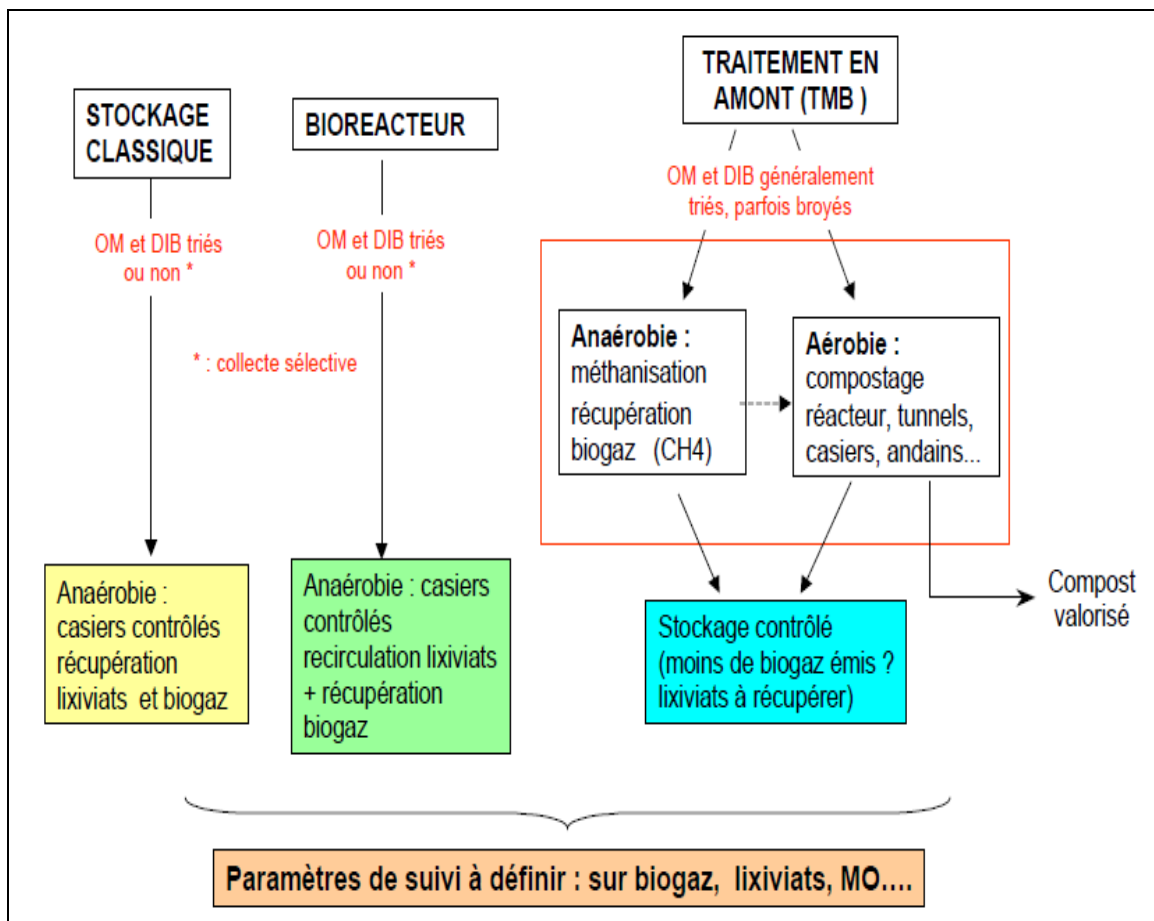 STOCKAGE
CLASSIQUE
BIOREACTEUR
TRAITEMENT EN
AMONT (TMB )
OM et DIB triés
ou non *
OM et DIB triés
ou non *
OM et DIB généralement
triés, parfois broyés
* : collecte sélective
Anaérobie :
méthanisation
récupération
biogaz (CH4)
Aérobie :
compostage
réacteur, tunnels,
casiers, andains...
Anaérobie :
casiers contrôlés
récupération
lixiviats et biogaz
Anaérobie : casiers
contrôlés
recirculation lixiviats
+ récupération
biogaz
Stockage contrôlé
(moins de biogaz émis ?
lixiviats à récupérer)
Compost
valorisé
Paramètres de suivi à définir : sur biogaz, lixiviats, MO....